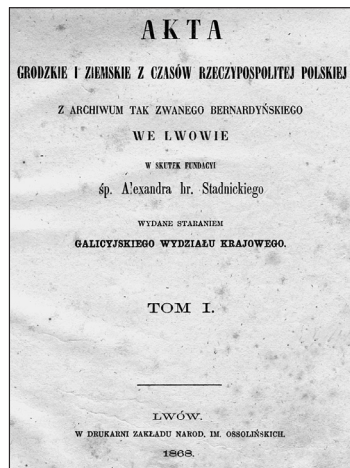 AKTA
GRODZKIE I ZIEMSKIE Z CZASÓW RZECZYPOSPOLITEJ POLSKIEJ
Z ARCHIWUM TAK ZWANEGO BERNARDYŃSKIEGO
WE LWOWIE
W SKUTEK FUNDACYI
śp. Alexandra hr. Stadnickiego
WYDANE STARANIEM
GALICYJSKIEGO WYDZIAŁU KRAJOWEGO.
TOM I.
LWÓW.
W DRUKARNI ZAKŁADU NAROD. IM. OSSOLIŃSKICH.
1868.